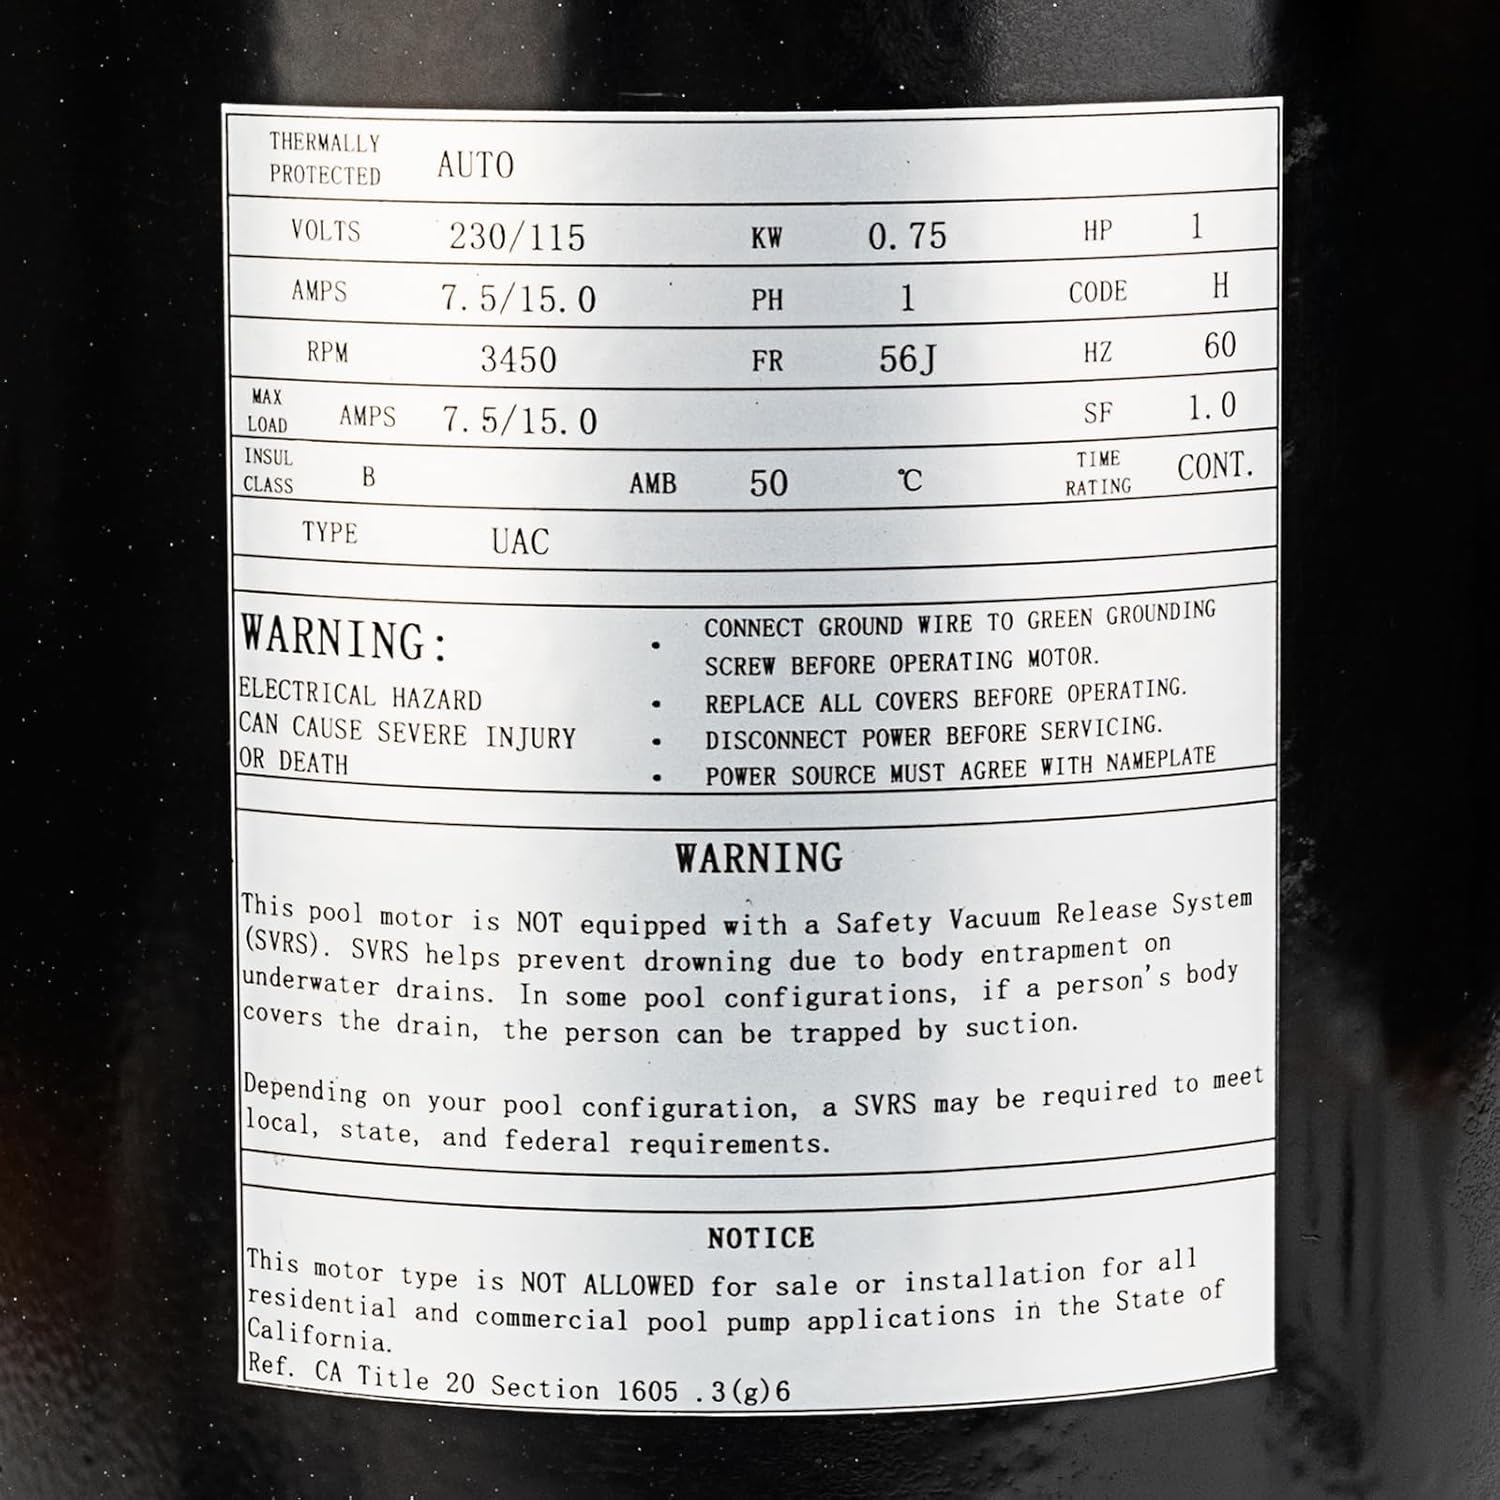 THERMALLY PROTECTED AUTO
VOLTS 230/115 KW 0.75 HP 1
AMPS 7.5/15.0 PH 1 CODE H
RPM 3450 FR 56J HZ 60
MAX LOAD AMPS 7.5/15.0 SF 1.0
INSUL CLASS B AMB 50 ℃ TIME RATING CONT.
TYPE UAC
WARNING:
ELECTRICAL HAZARD
CAN CAUSE SEVERE INJURY
OR DEATH
• CONNECT GROUND WIRE TO GREEN GROUNDING
SCREW BEFORE OPERATING MOTOR.
• REPLACE ALL COVERS BEFORE OPERATING.
• DISCONNECT POWER BEFORE SERVICING.
• POWER SOURCE MUST AGREE WITH NAMEPLATE
WARNING
This pool motor is NOT equipped with a Safety Vacuum Release System
(SVRS). SVRS helps prevent drowning due to body entrapment on
underwater drains. In some pool configurations, if a person's body
covers the drain, the person can be trapped by suction.
Depending on your pool configuration, a SVRS may be required to meet
local, state, and federal requirements.
NOTICE
This motor type is NOT ALLOWED for sale or installation for all
residential and commercial pool pump applications in the State of
California.
Ref. CA Title 20 Section 1605 .3(g)6